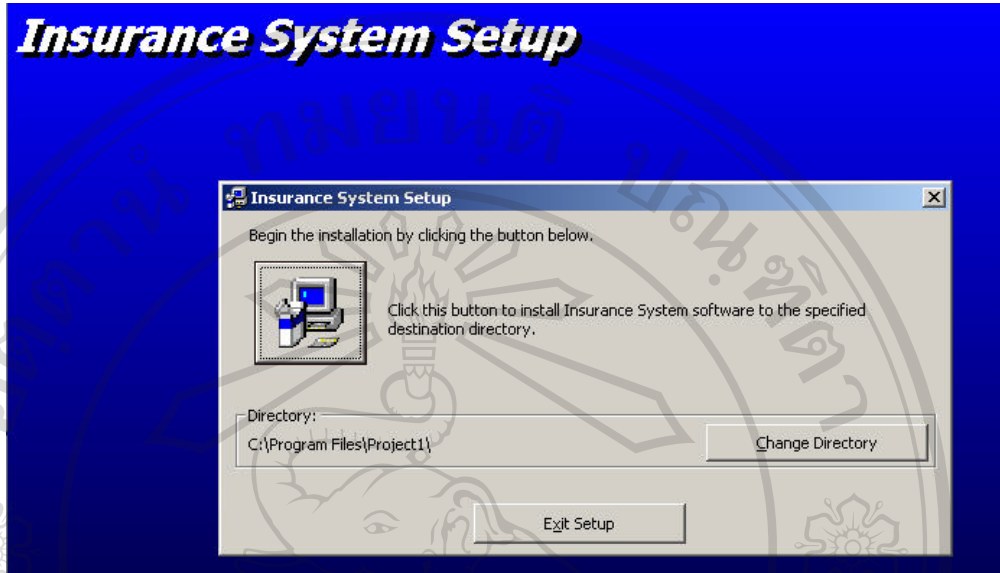 Insurance System Setup
Insurance System Setup
Begin the installation by clicking the button below.
Click this button to install Insurance System software to the specified
destination directory.
Directory:
C:\Program Files\Project1\
Change Directory
Exit Setup